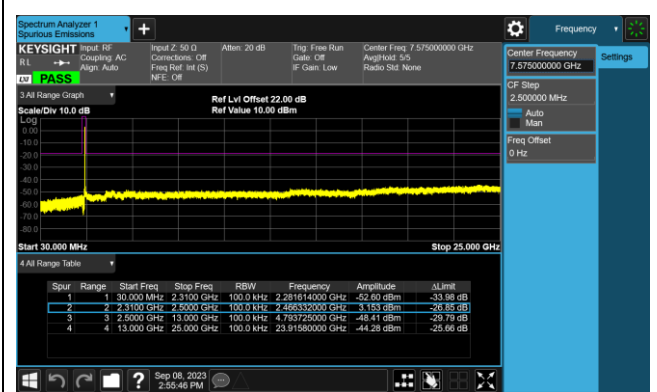 Spectrum Analyzer 1
Spurious Emissions
Frequency
KEYSIGHT Input: RF Input Z: 50 Ω Atten: 20 dB Trig: Free Run Center Freq: 7.575000000 GHz
RL Coupling: AC Corrections: Off Gate: Off Avg|Hold: 5/5
Align: Auto Freq Ref: Int (S) IF Gain: Low Radio Std: None
LXI PASS NFE: Off
Center Frequency
7.575000000 GHz
Settings
CF Step
2.500000 MHz
Auto
Man
Freq Offset
0 Hz
3 All Range Graph
Ref Lvl Offset 22.00 dB
Scale/Div 10.0 dB Ref Value 10.00 dBm
Log
0.00
-10.0
-20.0
-30.0
-40.0
-50.0
-60.0
-70.0
-80.0
Start 30.000 MHz Stop 25.000 GHz
4 All Range Table
Spur Range Start Freq Stop Freq RBW Frequency Amplitude ΔLimit
1 1 30.000 MHz 2.3100 GHz 100.0 kHz 2.281614000 GHz -52.60 dBm -33.98 dB
2 2 2.3100 GHz 2.5000 GHz 100.0 kHz 2.466332000 GHz 3.153 dBm -26.85 dB
3 3 2.5000 GHz 13.000 GHz 100.0 kHz 4.793725000 GHz -48.41 dBm -29.79 dB
4 4 13.000 GHz 25.000 GHz 100.0 kHz 23.91580000 GHz -44.28 dBm -25.66 dB
Sep 08, 2023
2:55:46 PM